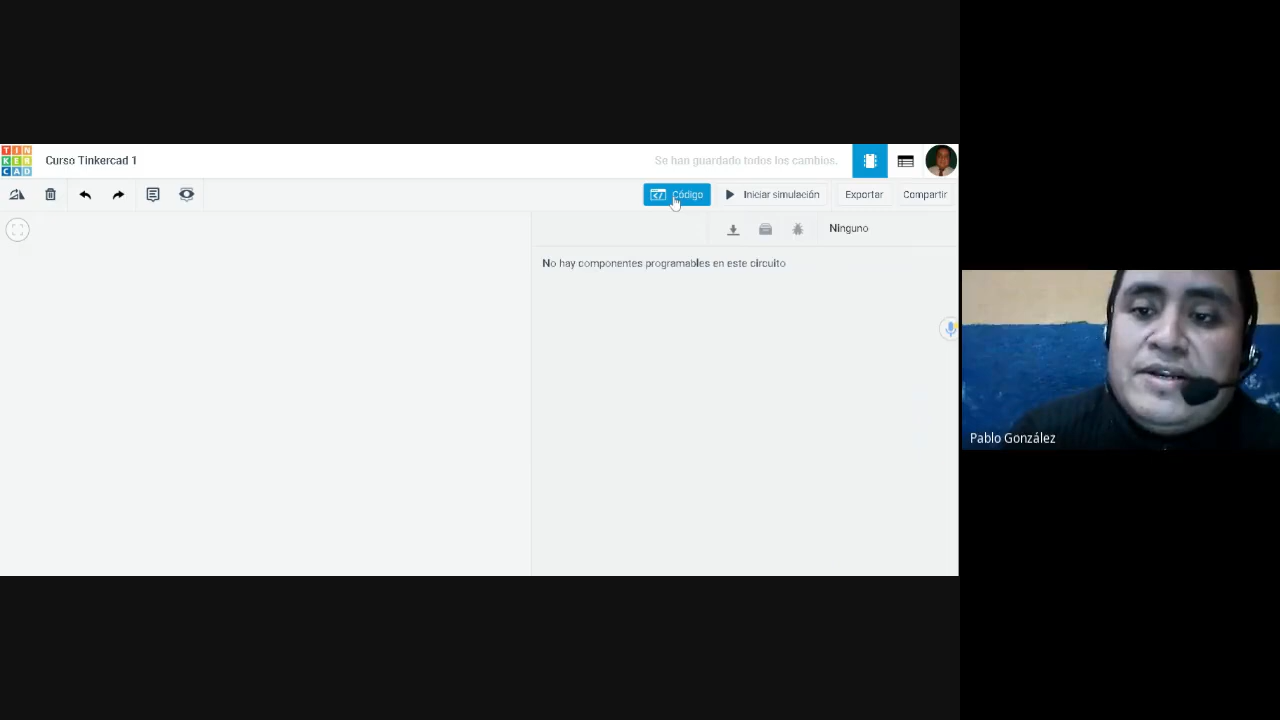 TIN
KER
CAD
Curso Tinkercad 1
Se han guardado todos los cambios.
Código
Iniciar simulación
Exportar
Compartir
Ninguno
No hay componentes programables en este circuito
Pablo González